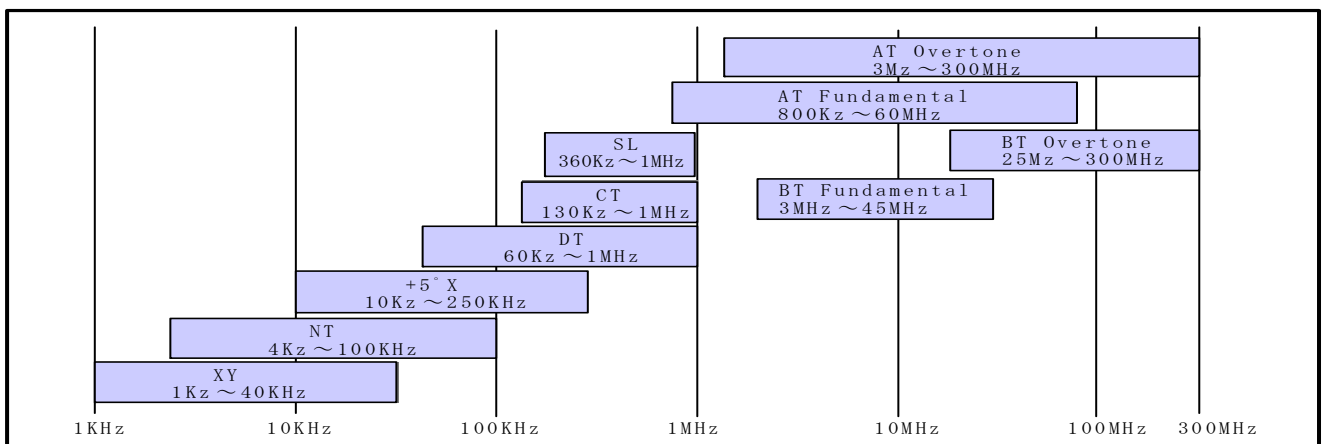 AT Overtone
3Mz～300MHz
AT Fundamental
800Kz～60MHz
SL
360Kz～1MHz
BT Overtone
25Mz～300MHz
CT
130Kz～1MHz
BT Fundamental
3MHz～45MHz
DT
60Kz～1MHz
+5°X
10Kz～250KHz
NT
4Kz～100KHz
XY
1Kz～40KHz
1KHz 10KHz 100KHz 1MHz 10MHz 100MHz 300MHz